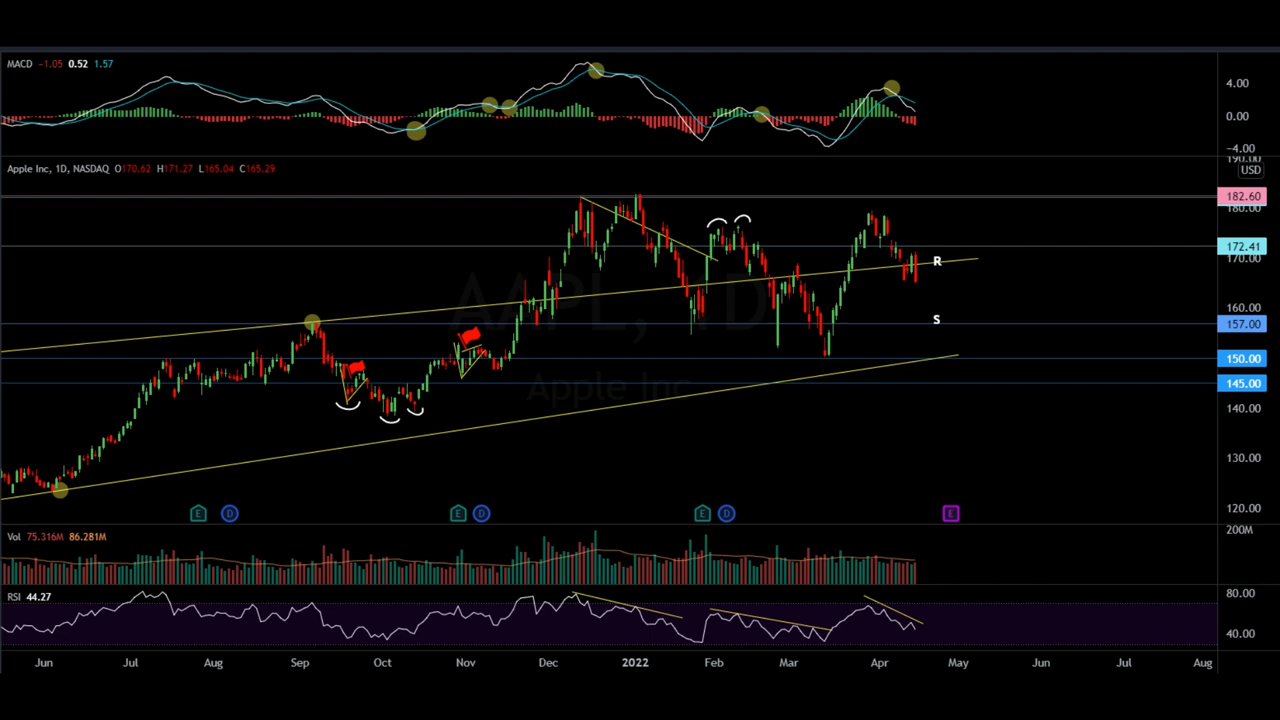 MACD −1.05 0.52 1.57
4.00
0.00
−4.00
Apple Inc, 1D, NASDAQ O170.62 H171.27 L165.04 C165.29
190.00
USD
182.60
180.00
172.41
170.00
R
160.00
S
157.00
AAPL, 1D
Apple Inc
150.00
145.00
140.00
130.00
120.00
E D E D E D E
Vol 75.316M 86.281M
200M
RSI 44.27
80.00
40.00
Jun Jul Aug Sep Oct Nov Dec 2022 Feb Mar Apr May Jun Jul Aug